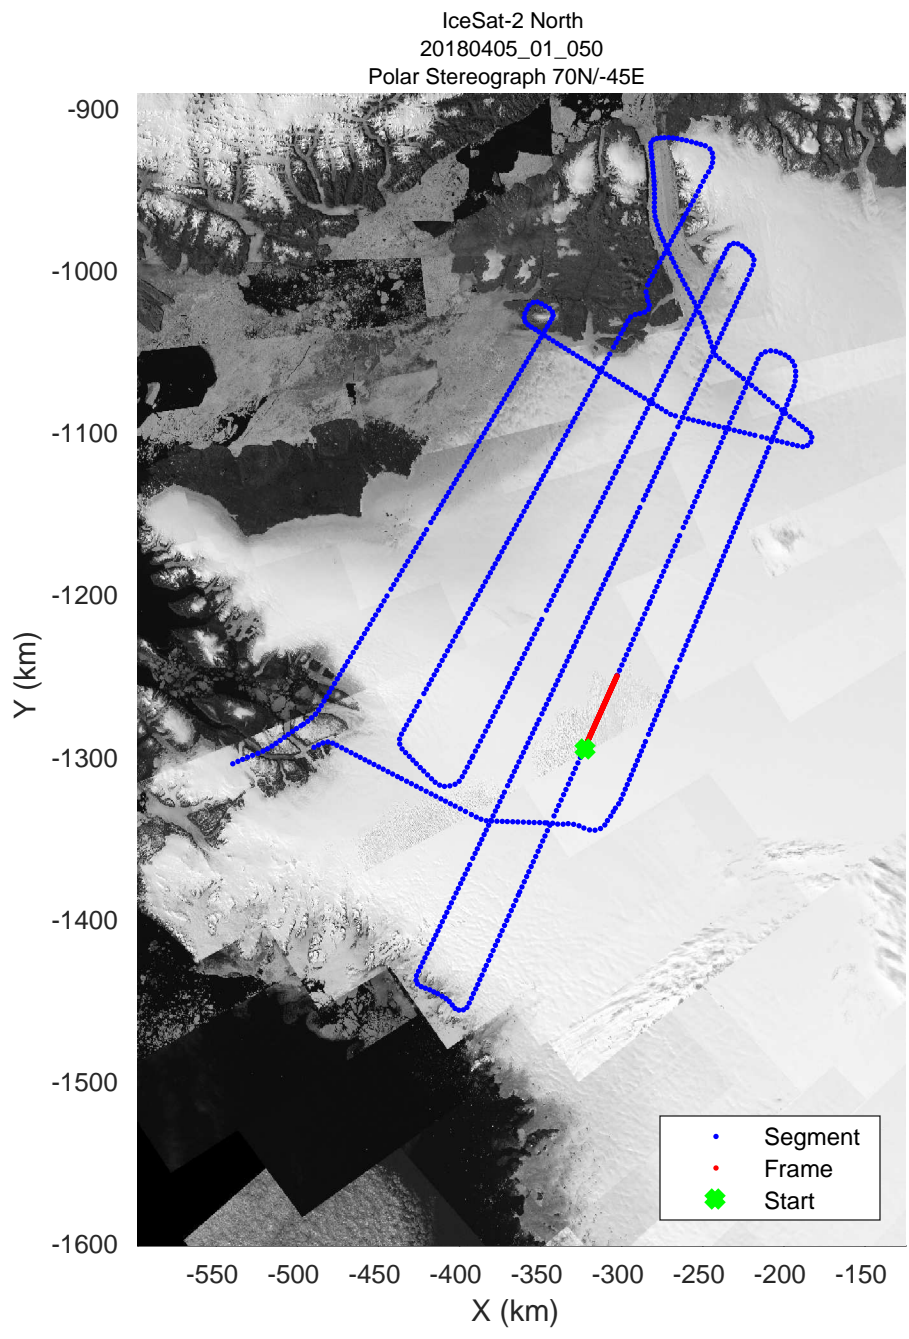 IceSat-2 North
20180405_01_050
Polar Stereograph 70N/-45E
-900
-1000
-1100
-1200
-1300
-1400
-1500
-1600
Y (km)
-550 -500 -450 -400 -350 -300 -250 -200 -150
X (km)
Segment
Frame
Start